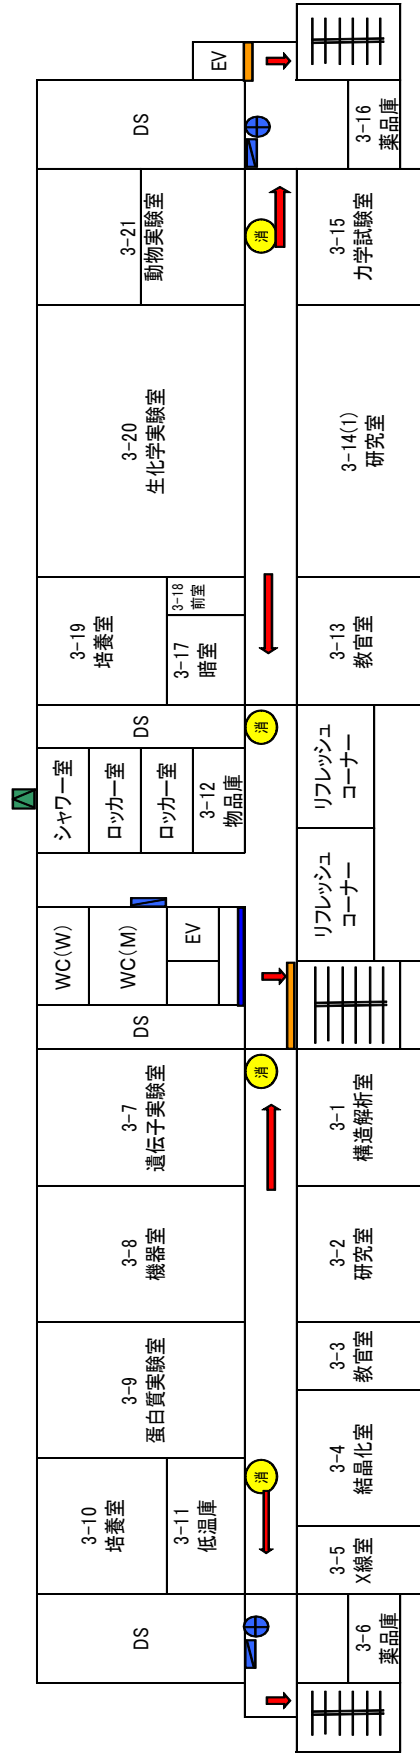 EV
DS
3-16
薬品庫
3-21
動物実験室
消
3-15
力学試験室
3-20
生化学実験室
3-14(1)
研究室
3-19
培養室
3-18
前室
3-17
暗室
3-13
教官室
DS
消
シャワー室
ロッカー室
ロッカー室
3-12
物品庫
リフレッシュ
コーナー
リフレッシュ
コーナー
WC(W)
WC(M)
EV
DS
消
3-7
遺伝子実験室
3-1
構造解析室
3-8
機器室
3-2
研究室
3-9
蛋白質実験室
3-3
教官室
3-10
培養室
3-11
低温庫
消
3-4
結晶化室
3-5
X線室
DS
3-6
薬品庫